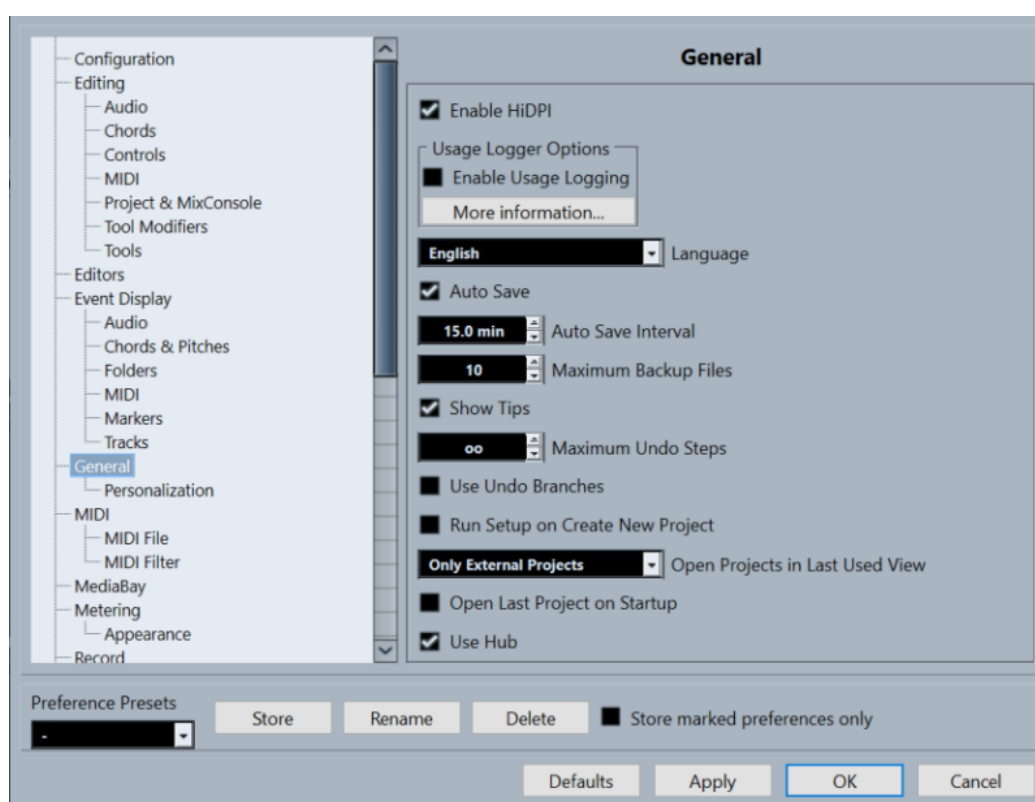 Configuration
Editing
Audio
Chords
Controls
MIDI
Project & MixConsole
Tool Modifiers
Tools
Editors
Event Display
Audio
Chords & Pitches
Folders
MIDI
Markers
Tracks
General
Personalization
MIDI
MIDI File
MIDI Filter
MediaBay
Metering
Appearance
Record
General
Enable HiDPI
Usage Logger Options
Enable Usage Logging
More information...
English Language
Auto Save
15.0 min Auto Save Interval
10 Maximum Backup Files
Show Tips
∞ Maximum Undo Steps
Use Undo Branches
Run Setup on Create New Project
Only External Projects Open Projects in Last Used View
Open Last Project on Startup
Use Hub
Preference Presets
- Store Rename Delete Store marked preferences only
Defaults Apply OK Cancel